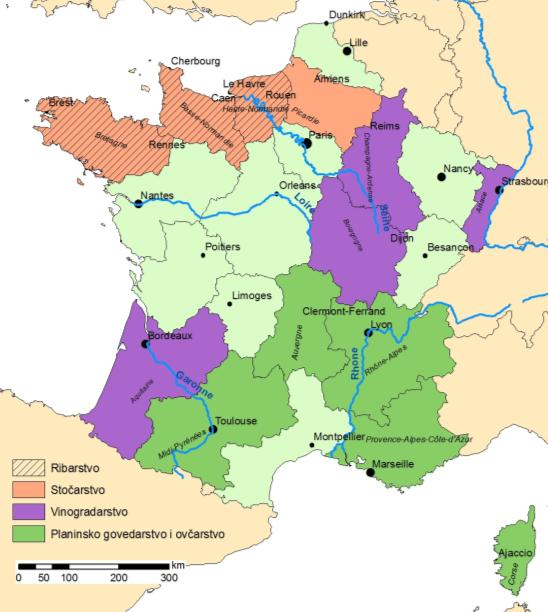 Dunkirk
Lille
Cherbourg
Le Havre
Amiens
Rouen
Caen
Haute-Normandie
Picardie
Brest
Basse-Normandie
Reims
Bretagne
Rennes
Paris
Champagne-Ardenne
Nancy
Strasbourg
Alsace
Nantes
Orleans
Loire
Seine
Bourgogne
Dijon
Besançon
Poitiers
Limoges
Clermont-Ferrand
Lyon
Auvergne
Bordeaux
Rhone
Rhône-Alpes
Garonne
Aquitaine
Toulouse
Midi-Pyrénées
Montpellier
Provence-Alpes-Côte-d'Azur
Marseille
Ribarstvo
Stočarstvo
Vinogradarstvo
Planinsko govedarstvo i ovčarstvo
km
0 50 100 200 300
Ajaccio
Corse